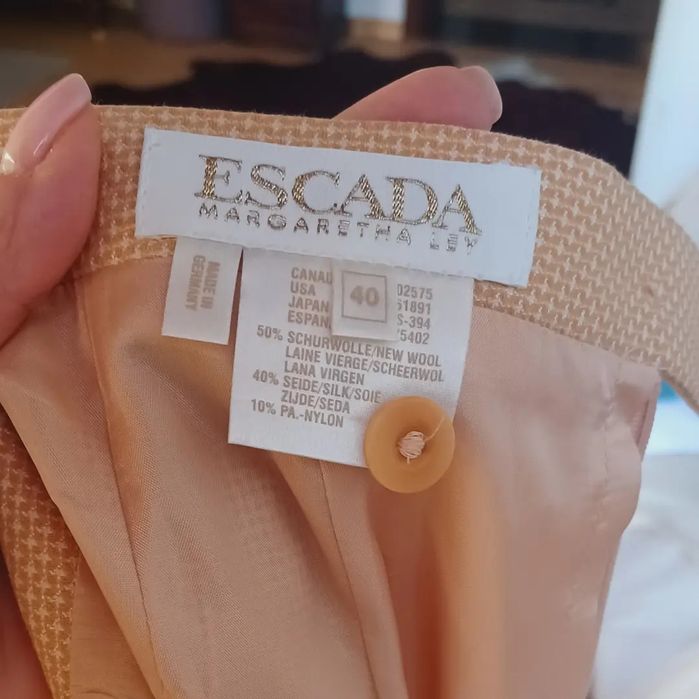 ESCADA
MARGARETHA LEY
MADE IN
GERMANY
40
CANAD 02575
USA 51891
JAPAN S-394
ESPAN 5402
50% SCHURWOLLE/NEW WOOL
LAINE VIERGE/SCHEERWOL
LANA VIRGEN
40% SEIDE/SILK/SOIE
ZIJDE/SEDA
10% PA.-NYLON